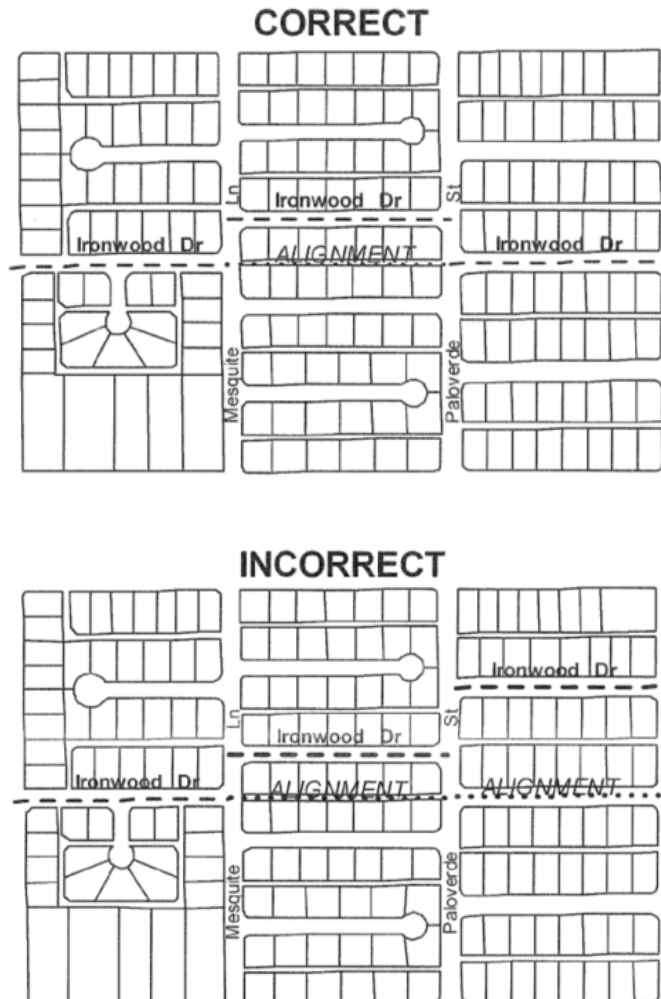 CORRECT
Ln
Ironwood Dr
St
Ironwood Dr
ALIGNMENT
Ironwood Dr
Mesquite
Paloverde
INCORRECT
Ironwood Dr
Ln
Ironwood Dr
St
Ironwood Dr
ALIGNMENT
ALIGNMENT
Mesquite
Paloverde